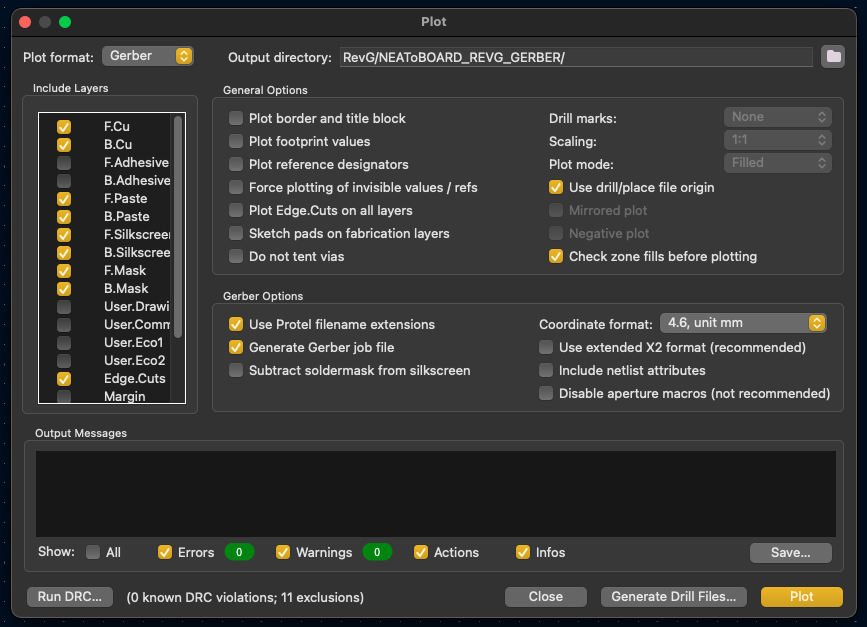 Plot
Plot format: Gerber
Output directory: RevG/NEAToBOARD_REVG_GERBER/
Include Layers
F.Cu
B.Cu
F.Adhesive
B.Adhesive
F.Paste
B.Paste
F.Silkscreen
B.Silkscree
F.Mask
B.Mask
User.Drawi
User.Comm
User.Eco1
User.Eco2
Edge.Cuts
Margin
General Options
Plot border and title block
Plot footprint values
Plot reference designators
Force plotting of invisible values / refs
Plot Edge.Cuts on all layers
Sketch pads on fabrication layers
Do not tent vias
Drill marks: None
Scaling: 1:1
Plot mode: Filled
Use drill/place file origin
Mirrored plot
Negative plot
Check zone fills before plotting
Gerber Options
Use Protel filename extensions
Generate Gerber job file
Subtract soldermask from silkscreen
Coordinate format: 4.6, unit mm
Use extended X2 format (recommended)
Include netlist attributes
Disable aperture macros (not recommended)
Output Messages
Show: All Errors 0 Warnings 0 Actions Infos Save...
Run DRC... (0 known DRC violations; 11 exclusions) Close Generate Drill Files... Plot